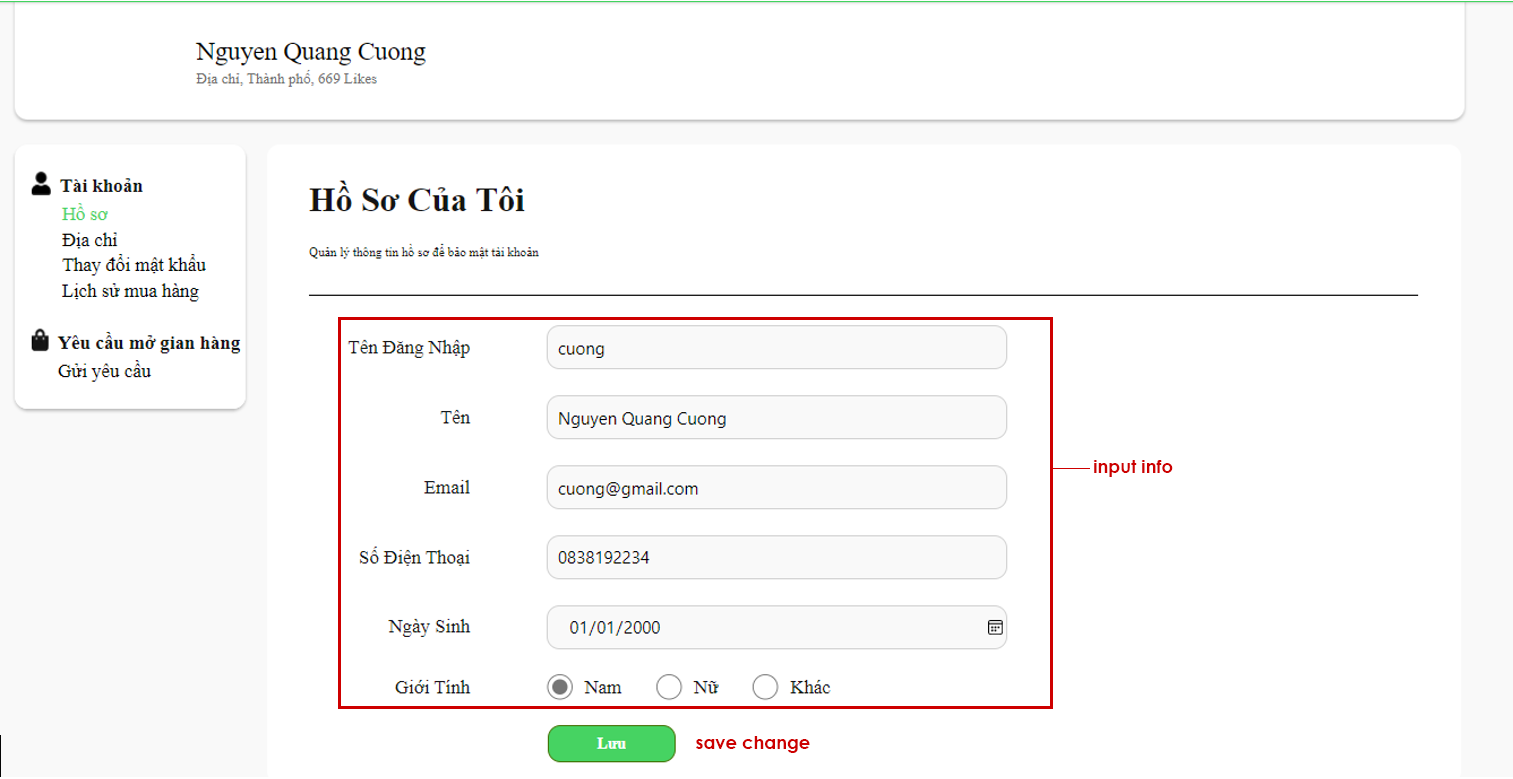 Nguyen Quang Cuong
Địa chỉ, Thành phố, 669 Likes
Tài khoản
Hồ sơ
Địa chỉ
Thay đổi mật khẩu
Lịch sử mua hàng
Yêu cầu mở gian hàng
Gửi yêu cầu
Hồ Sơ Của Tôi
Quản lý thông tin hồ sơ để bảo mật tài khoản
Tên Đăng Nhập cuong
Tên Nguyen Quang Cuong
Email cuong@gmail.com
input info
Số Điện Thoại 0838192234
Ngày Sinh 01/01/2000
Giới Tính Nam Nữ Khác
Lưu save change